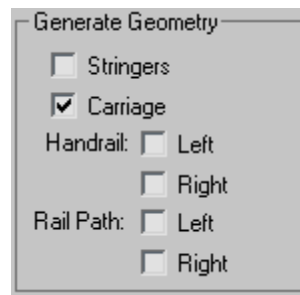 Generate Geometry
Stringers
Carriage
Handrail: Left
Right
Rail Path: Left
Right